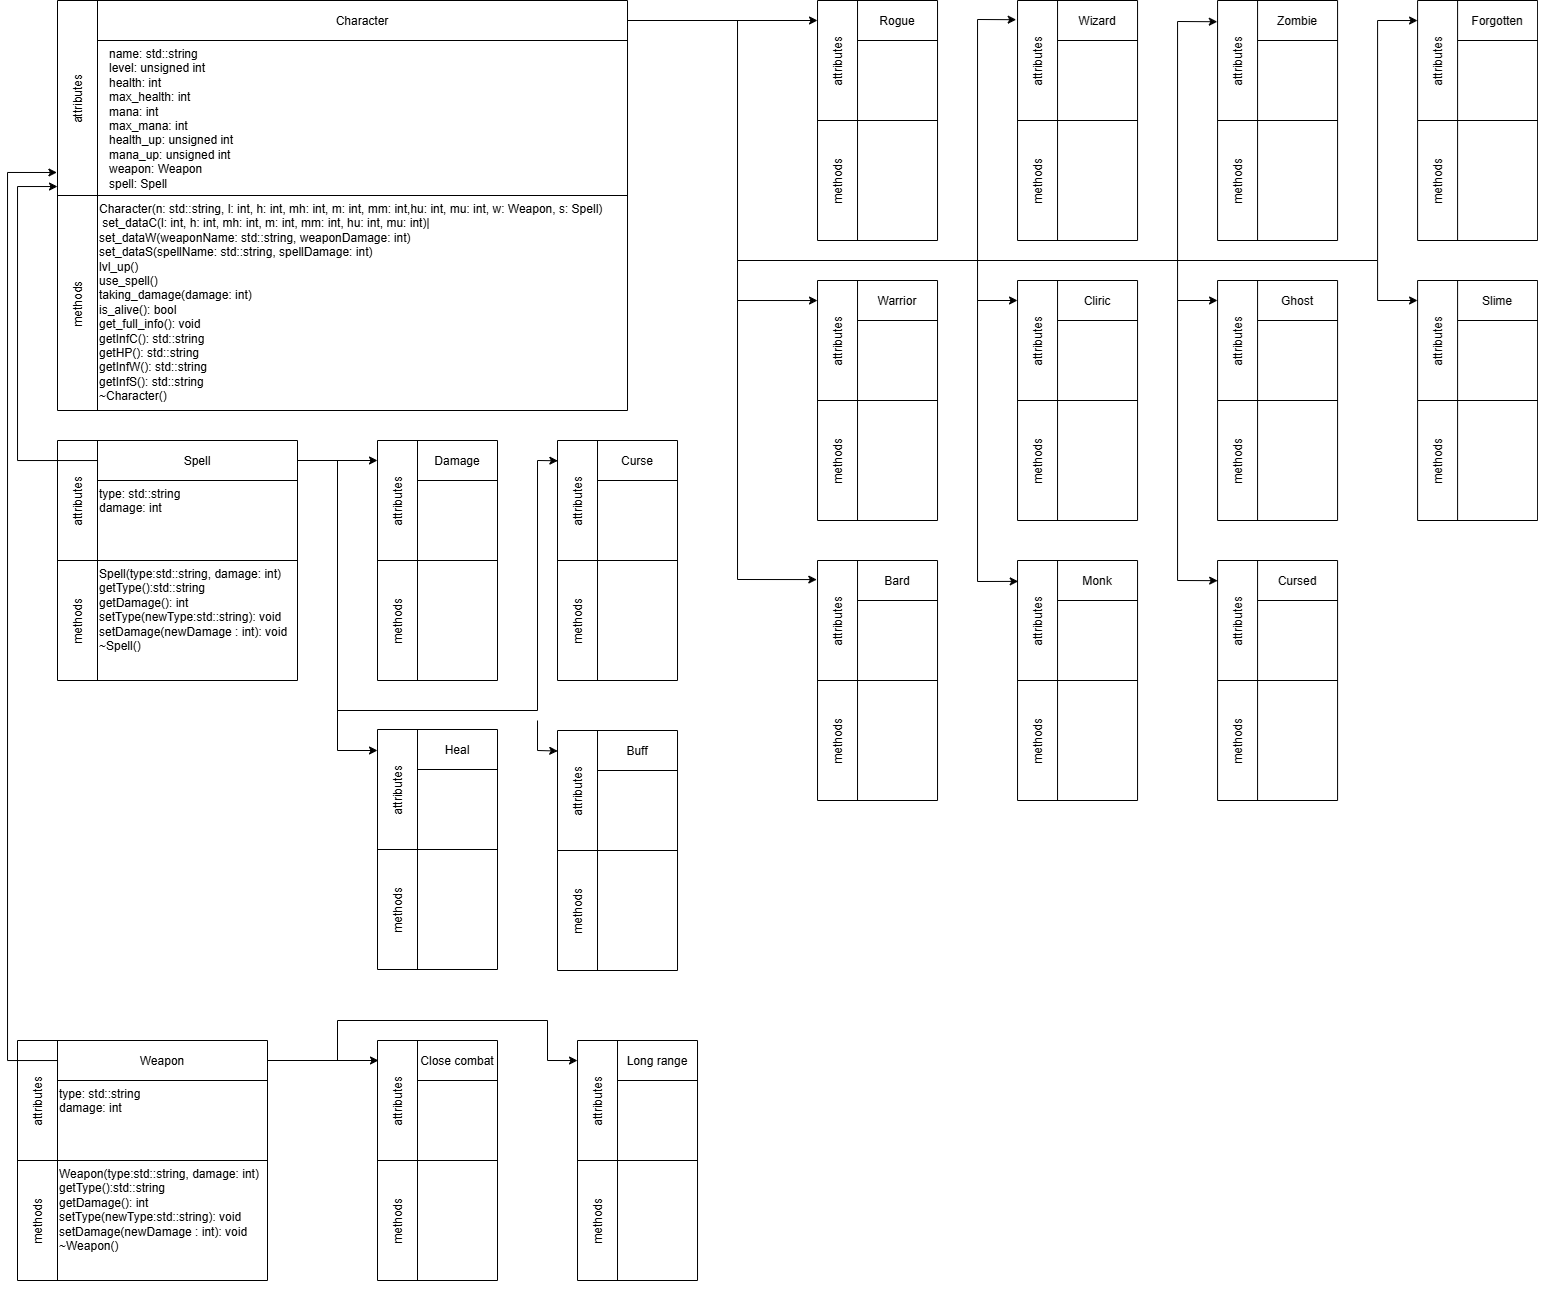 Character
attributes
name: std::string
level: unsigned int
health: int
max_health: int
mana: int
max_mana: int
health_up: unsigned int
mana_up: unsigned int
weapon: Weapon
spell: Spell
methods
Character(n: std::string, l: int, h: int, mh: int, m: int, mm: int,hu: int, mu: int, w: Weapon, s: Spell)
set_dataC(l: int, h: int, mh: int, m: int, mm: int, hu: int, mu: int)|
set_dataW(weaponName: std::string, weaponDamage: int)
set_dataS(spellName: std::string, spellDamage: int)
lvl_up()
use_spell()
taking_damage(damage: int)
is_alive(): bool
get_full_info(): void
getInfC(): std::string
getHP(): std::string
getInfW(): std::string
getInfS(): std::string
~Character()
Rogue
attributes
methods
Wizard
attributes
methods
Zombie
attributes
methods
Forgotten
attributes
methods
Warrior
attributes
methods
Cliric
attributes
methods
Ghost
attributes
methods
Slime
attributes
methods
Bard
attributes
methods
Monk
attributes
methods
Cursed
attributes
methods
Spell
attributes
type: std::string
damage: int
methods
Spell(type:std::string, damage: int)
getType():std::string
getDamage(): int
setType(newType:std::string): void
setDamage(newDamage : int): void
~Spell()
Damage
attributes
methods
Curse
attributes
methods
Heal
attributes
methods
Buff
attributes
methods
Weapon
attributes
type: std::string
damage: int
methods
Weapon(type:std::string, damage: int)
getType():std::string
getDamage(): int
setType(newType:std::string): void
setDamage(newDamage : int): void
~Weapon()
Close combat
attributes
methods
Long range
attributes
methods